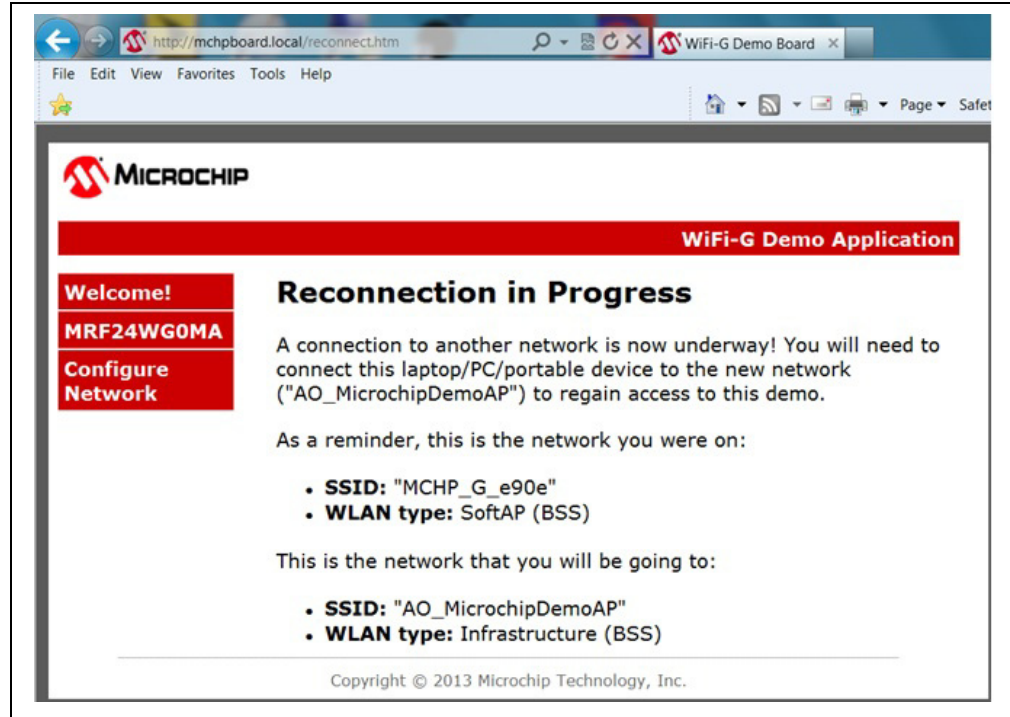 http://mchpboard.local/reconnect.htm
WiFi-G Demo Board
File Edit View Favorites Tools Help
Page
MICROCHIP
WiFi-G Demo Application
Welcome!
MRF24WG0MA
Configure
Network
Reconnection in Progress
A connection to another network is now underway! You will need to
connect this laptop/PC/portable device to the new network
("AO_MicrochipDemoAP") to regain access to this demo.
As a reminder, this is the network you were on:
• SSID: "MCHP_G_e90e"
• WLAN type: SoftAP (BSS)
This is the network that you will be going to:
• SSID: "AO_MicrochipDemoAP"
• WLAN type: Infrastructure (BSS)
Copyright © 2013 Microchip Technology, Inc.